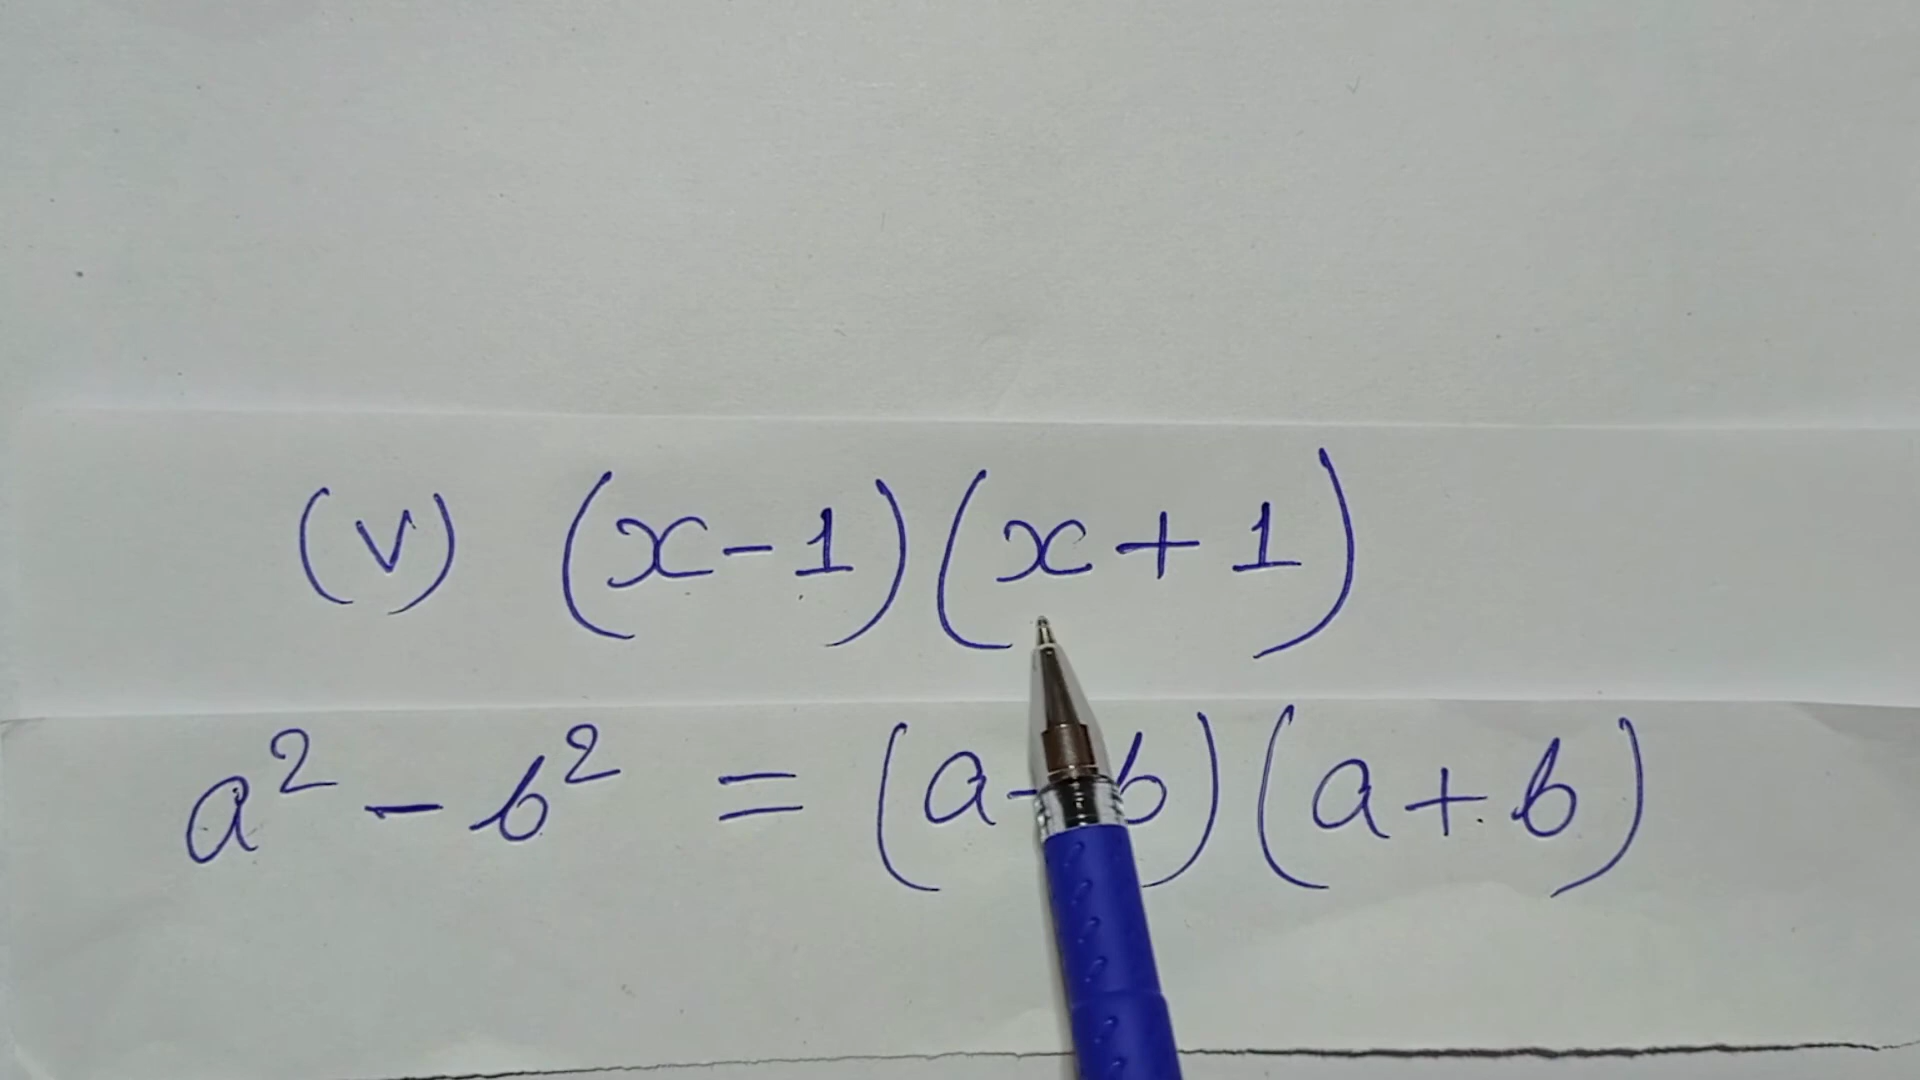 (v) (x-1)(x+1)
a² - b² = (a-b)(a+b)